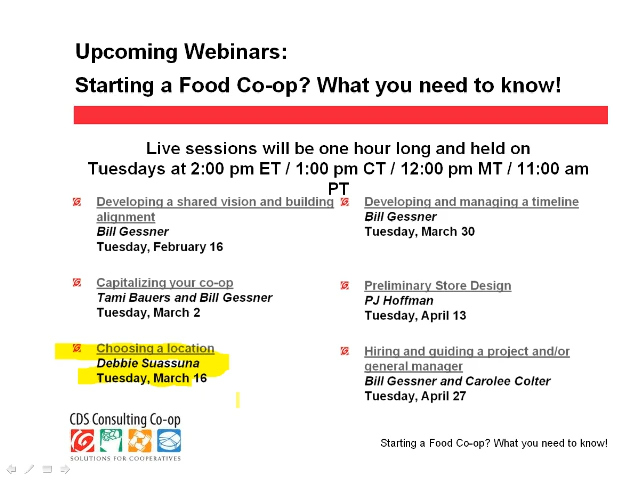 Upcoming Webinars:
Starting a Food Co-op? What you need to know!
Live sessions will be one hour long and held on
Tuesdays at 2:00 pm ET / 1:00 pm CT / 12:00 pm MT / 11:00 am
PT
Developing a shared vision and building
alignment
Bill Gessner
Tuesday, February 16
Capitalizing your co-op
Tami Bauers and Bill Gessner
Tuesday, March 2
Choosing a location
Debbie Suassuna
Tuesday, March 16
Developing and managing a timeline
Bill Gessner
Tuesday, March 30
Preliminary Store Design
PJ Hoffman
Tuesday, April 13
Hiring and guiding a project and/or
general manager
Bill Gessner and Carolee Colter
Tuesday, April 27
CDS Consulting Co-op
SOLUTIONS FOR COOPERATIVES
Starting a Food Co-op? What you need to know!